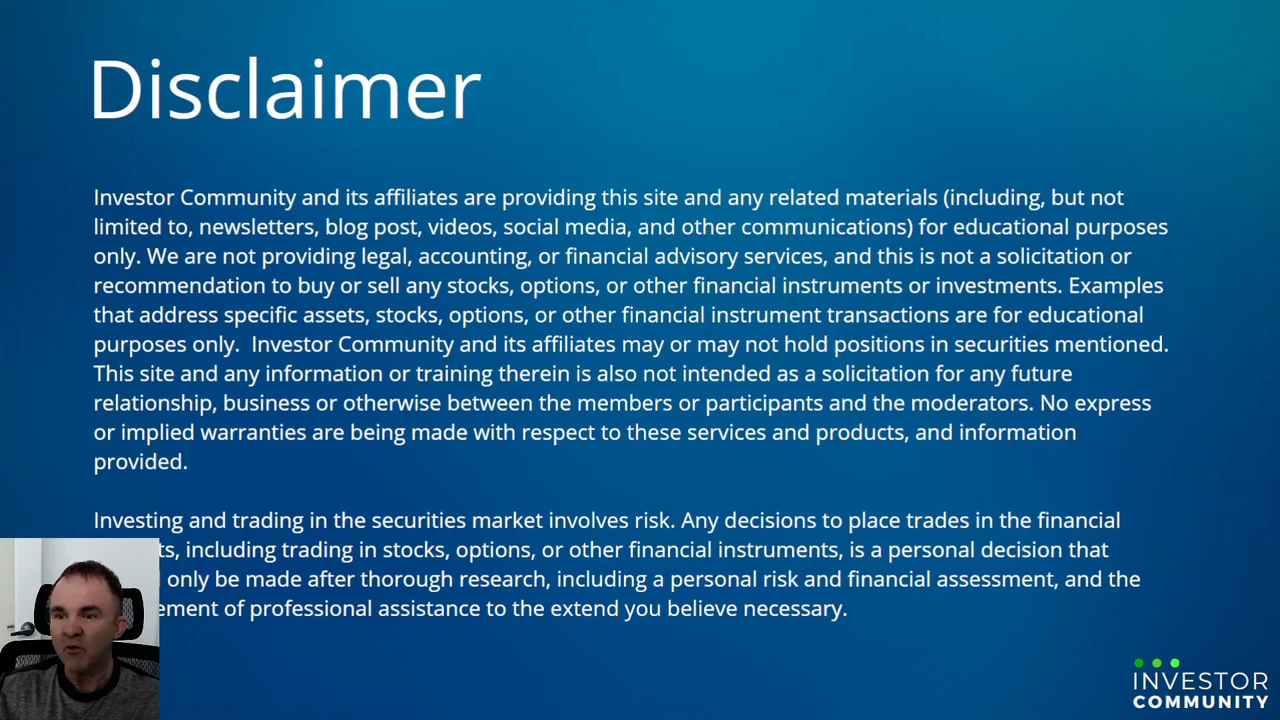 Disclaimer
Investor Community and its affiliates are providing this site and any related materials (including, but not
limited to, newsletters, blog post, videos, social media, and other communications) for educational purposes
only. We are not providing legal, accounting, or financial advisory services, and this is not a solicitation or
recommendation to buy or sell any stocks, options, or other financial instruments or investments. Examples
that address specific assets, stocks, options, or other financial instrument transactions are for educational
purposes only.  Investor Community and its affiliates may or may not hold positions in securities mentioned.
This site and any information or training therein is also not intended as a solicitation for any future
relationship, business or otherwise between the members or participants and the moderators. No express
or implied warranties are being made with respect to these services and products, and information
provided.
Investing and trading in the securities market involves risk. Any decisions to place trades in the financial
including trading in stocks, options, or other financial instruments, is a personal decision that
only be made after thorough research, including a personal risk and financial assessment, and the
of professional assistance to the extend you believe necessary.
INVESTOR
COMMUNITY